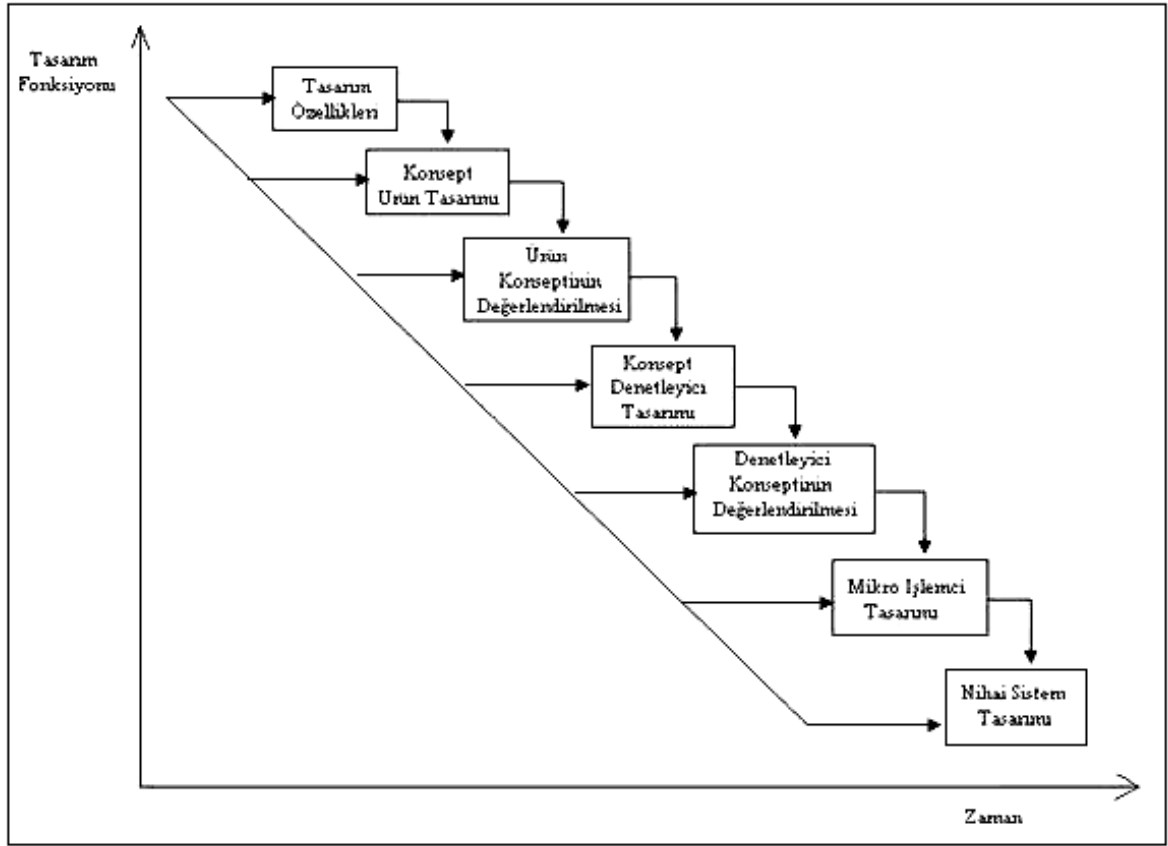 Tasarım
Fonksiyonu
Tasarım
Özellikleri
Konsept
Ürün Tasarımı
Ürün
Konseptinin
Değerlendirilmesi
Konsept
Denetleyici
Tasarımı
Denetleyici
Konseptinin
Değerlendirilmesi
Mikro İşlemci
Tasarımı
Nihai Sistem
Tasarımı
Zaman